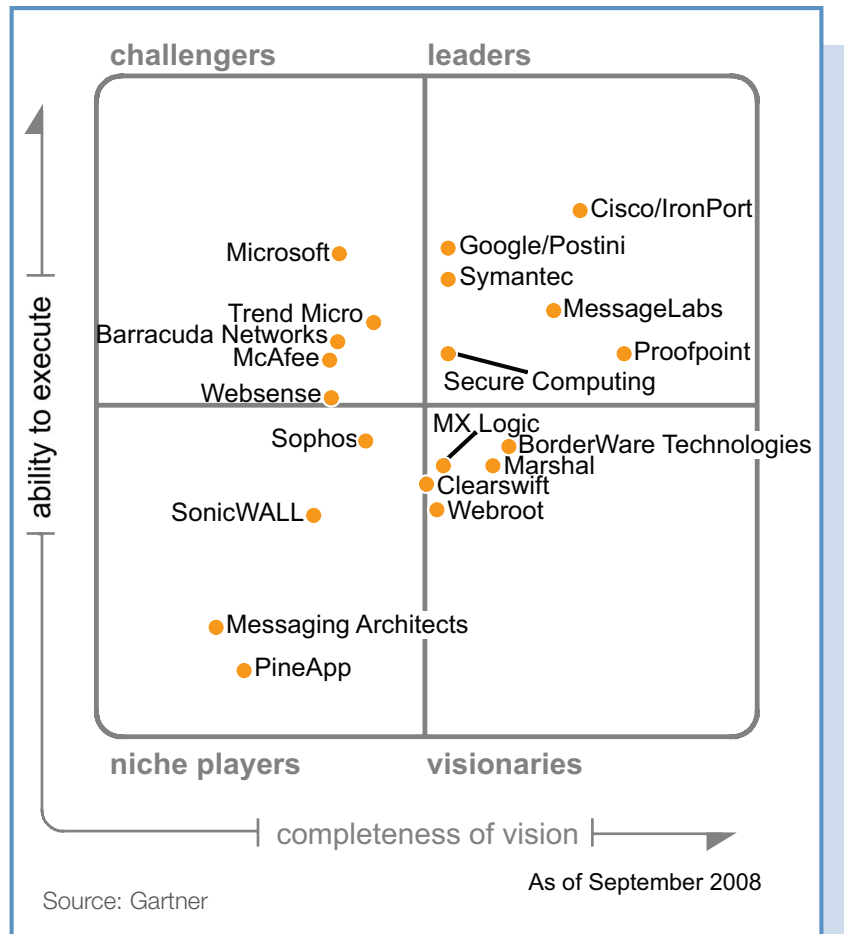 challengers
leaders
Cisco/IronPort
Google/Postini
Microsoft
Symantec
MessageLabs
Trend Micro
Barracuda Networks
McAfee
Proofpoint
Secure Computing
Websense
MX Logic
Sophos
BorderWare Technologies
Marshal
Clearswift
Webroot
SonicWALL
Messaging Architects
PineApp
ability to execute
niche players
visionaries
completeness of vision
As of September 2008
Source: Gartner